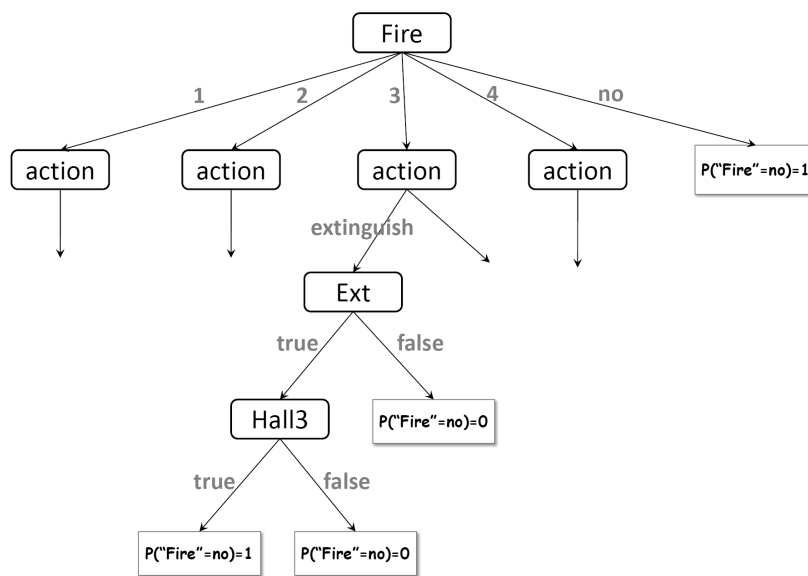 Fire
1
2
3
4
no
action
action
action
action
P("Fire"=no)=1
extinguish
Ext
true
false
Hall3
P("Fire"=no)=0
true
false
P("Fire"=no)=1
P("Fire"=no)=0